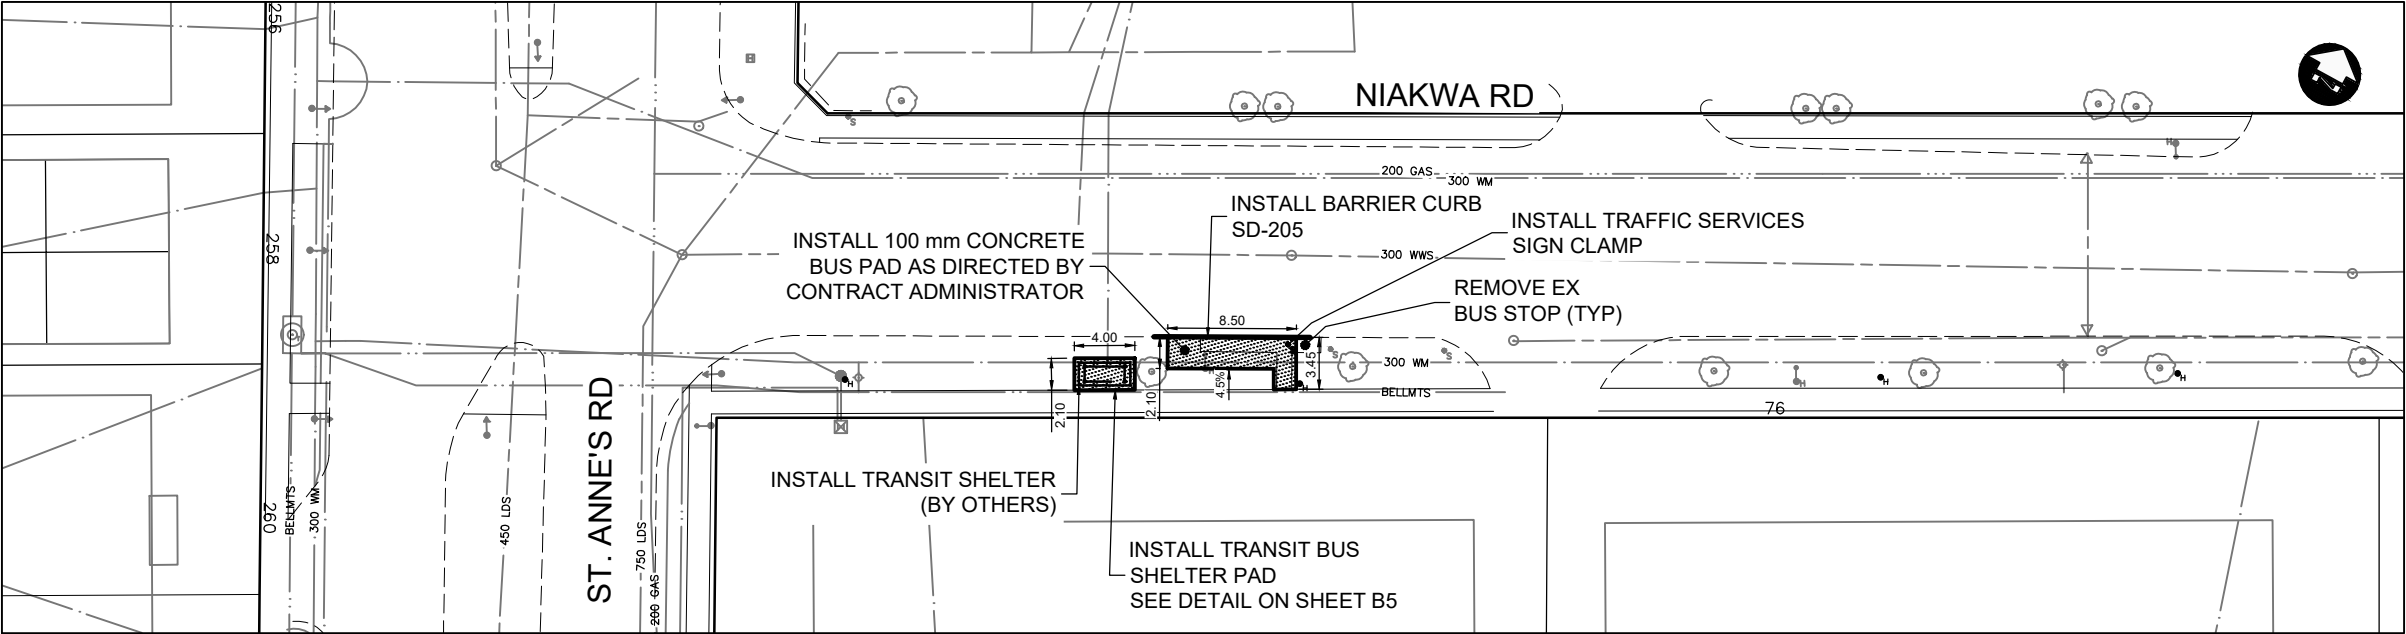 256
NIAKWA RD
S
H
200 GAS
300 WM
INSTALL BARRIER CURB
SD-205
INSTALL TRAFFIC SERVICES
SIGN CLAMP
258
INSTALL 100 mm CONCRETE
BUS PAD AS DIRECTED BY
CONTRACT ADMINISTRATOR
300 WWS
REMOVE EX
BUS STOP (TYP)
8.50
4.00
3.45
S
S
300 WM
4.5%
H
H
H
H
H
BELLMTS
2.10
2.10
76
ST. ANNE'S RD
INSTALL TRANSIT SHELTER
(BY OTHERS)
260
BELLMTS
300 WM
450 LDS
750 LDS
200 GAS
INSTALL TRANSIT BUS
SHELTER PAD
SEE DETAIL ON SHEET B5